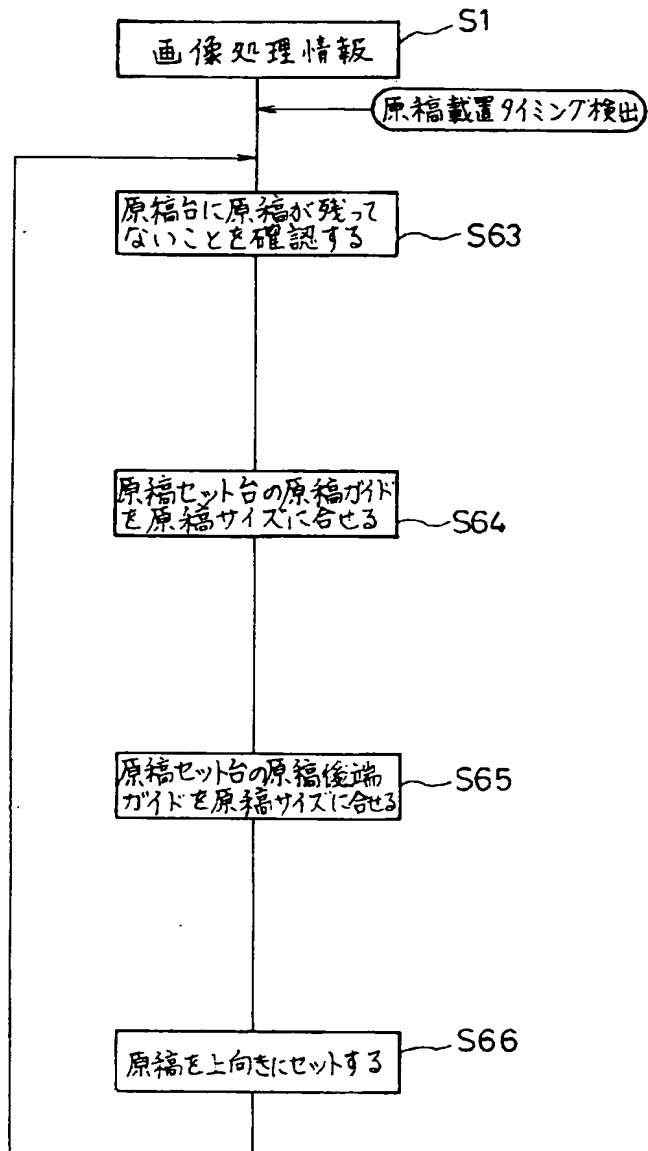 S1
画像処理情報
原稿載置タイミング検出
原稿台に原稿が残って
ないことを確認する
S63
原稿セット台の原稿ガイド
を原稿サイズに合せる
S64
原稿セット台の原稿後端
ガイドを原稿サイズに合せる
S65
原稿を上向きにセットする
S66